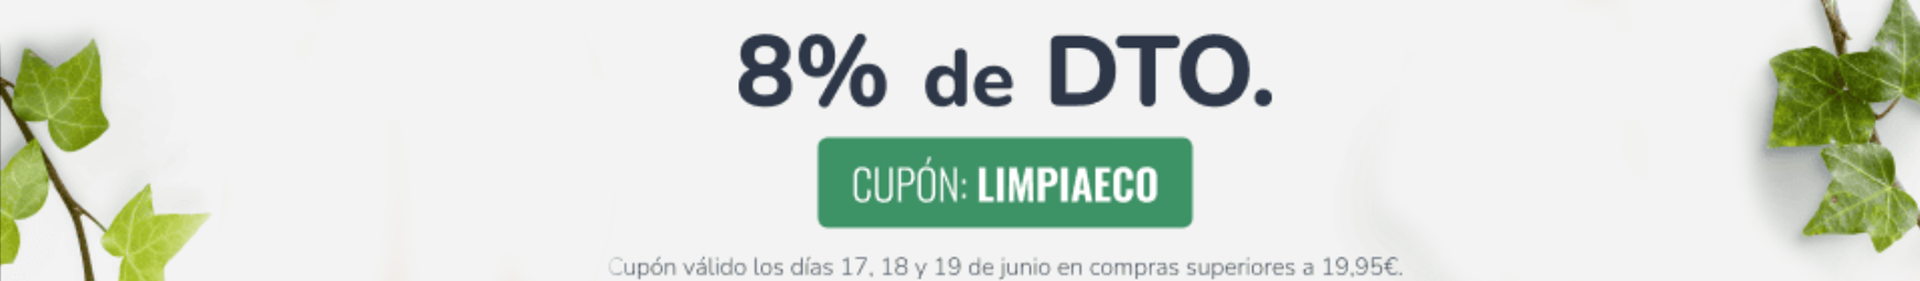 8% de DTO.
CUPÓN: LIMPIAECO
Cupón válido los días 17, 18 y 19 de junio en compras superiores a 19,95€.